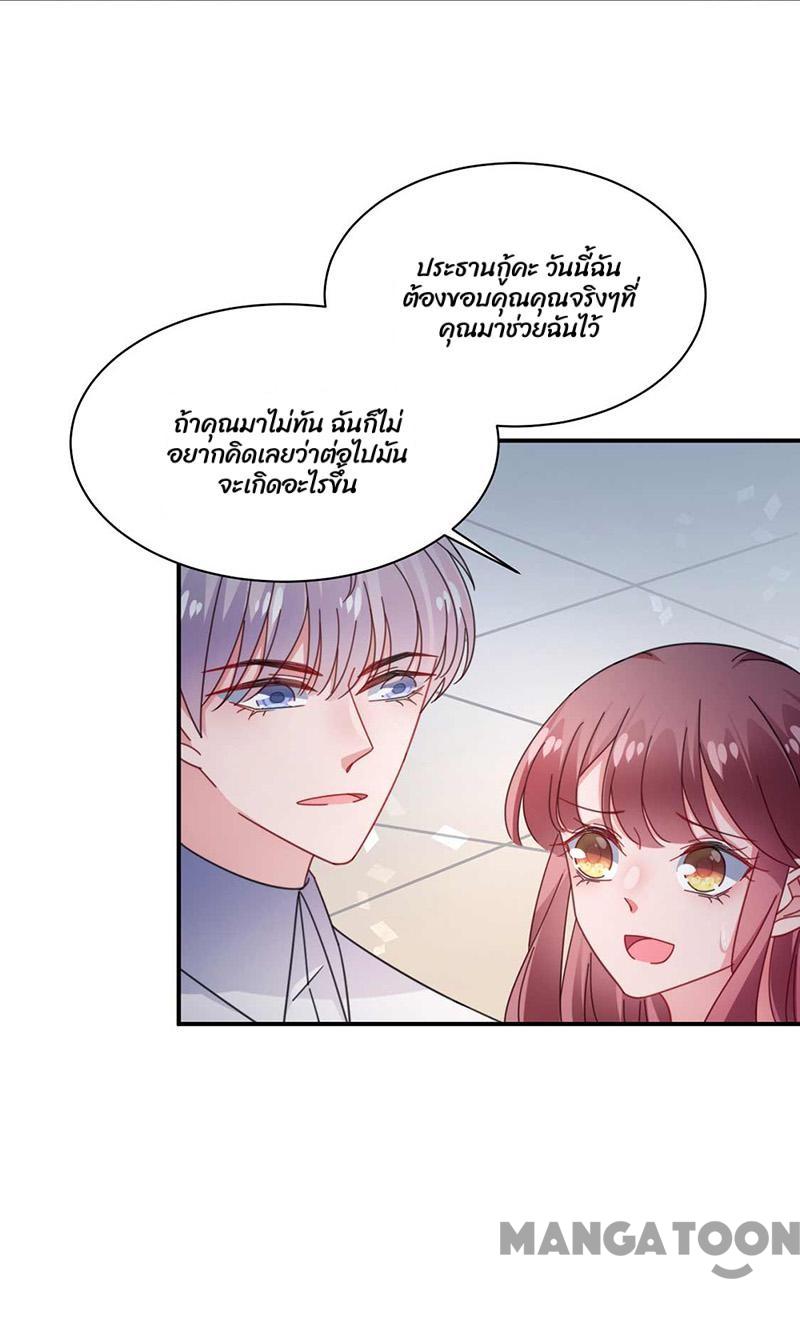 ประธานกู้คะ วันนี้ฉัน
ต้องขอบคุณคุณจริงๆที่
คุณมาช่วยฉันไว้
ถ้าคุณมาไม่ทัน ฉันก็ไม่
อยากคิดเลยว่าต่อไปมัน
จะเกิดอะไรขึ้น
MANGATOON